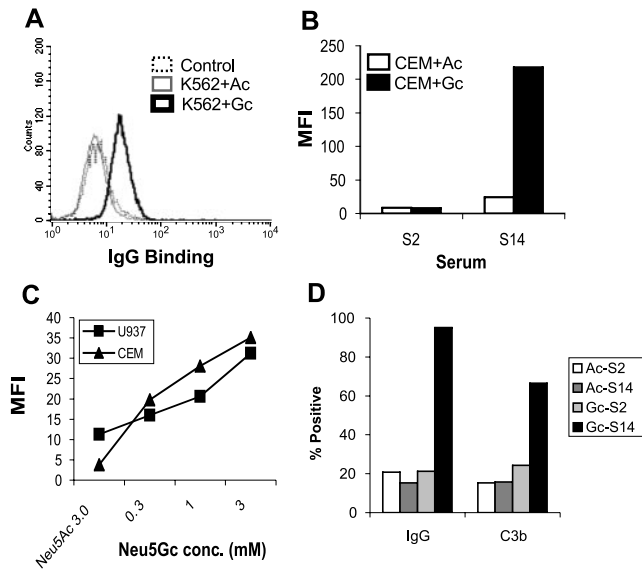 A
Control
K562+Ac
K562+Gc
Counts
200
160
120
80
40
0
10⁰ 10¹ 10² 10³ 10⁴
IgG Binding
B
CEM+Ac
CEM+Gc
MFI
250
200
150
100
50
0
S2 S14
Serum
C
U937
CEM
MFI
40
35
30
25
20
15
10
5
0
Neu5Ac 3.0 0.3 1 3
Neu5Gc conc. (mM)
D
% Positive
100
80
60
40
20
0
IgG C3b
Ac-S2
Ac-S14
Gc-S2
Gc-S14